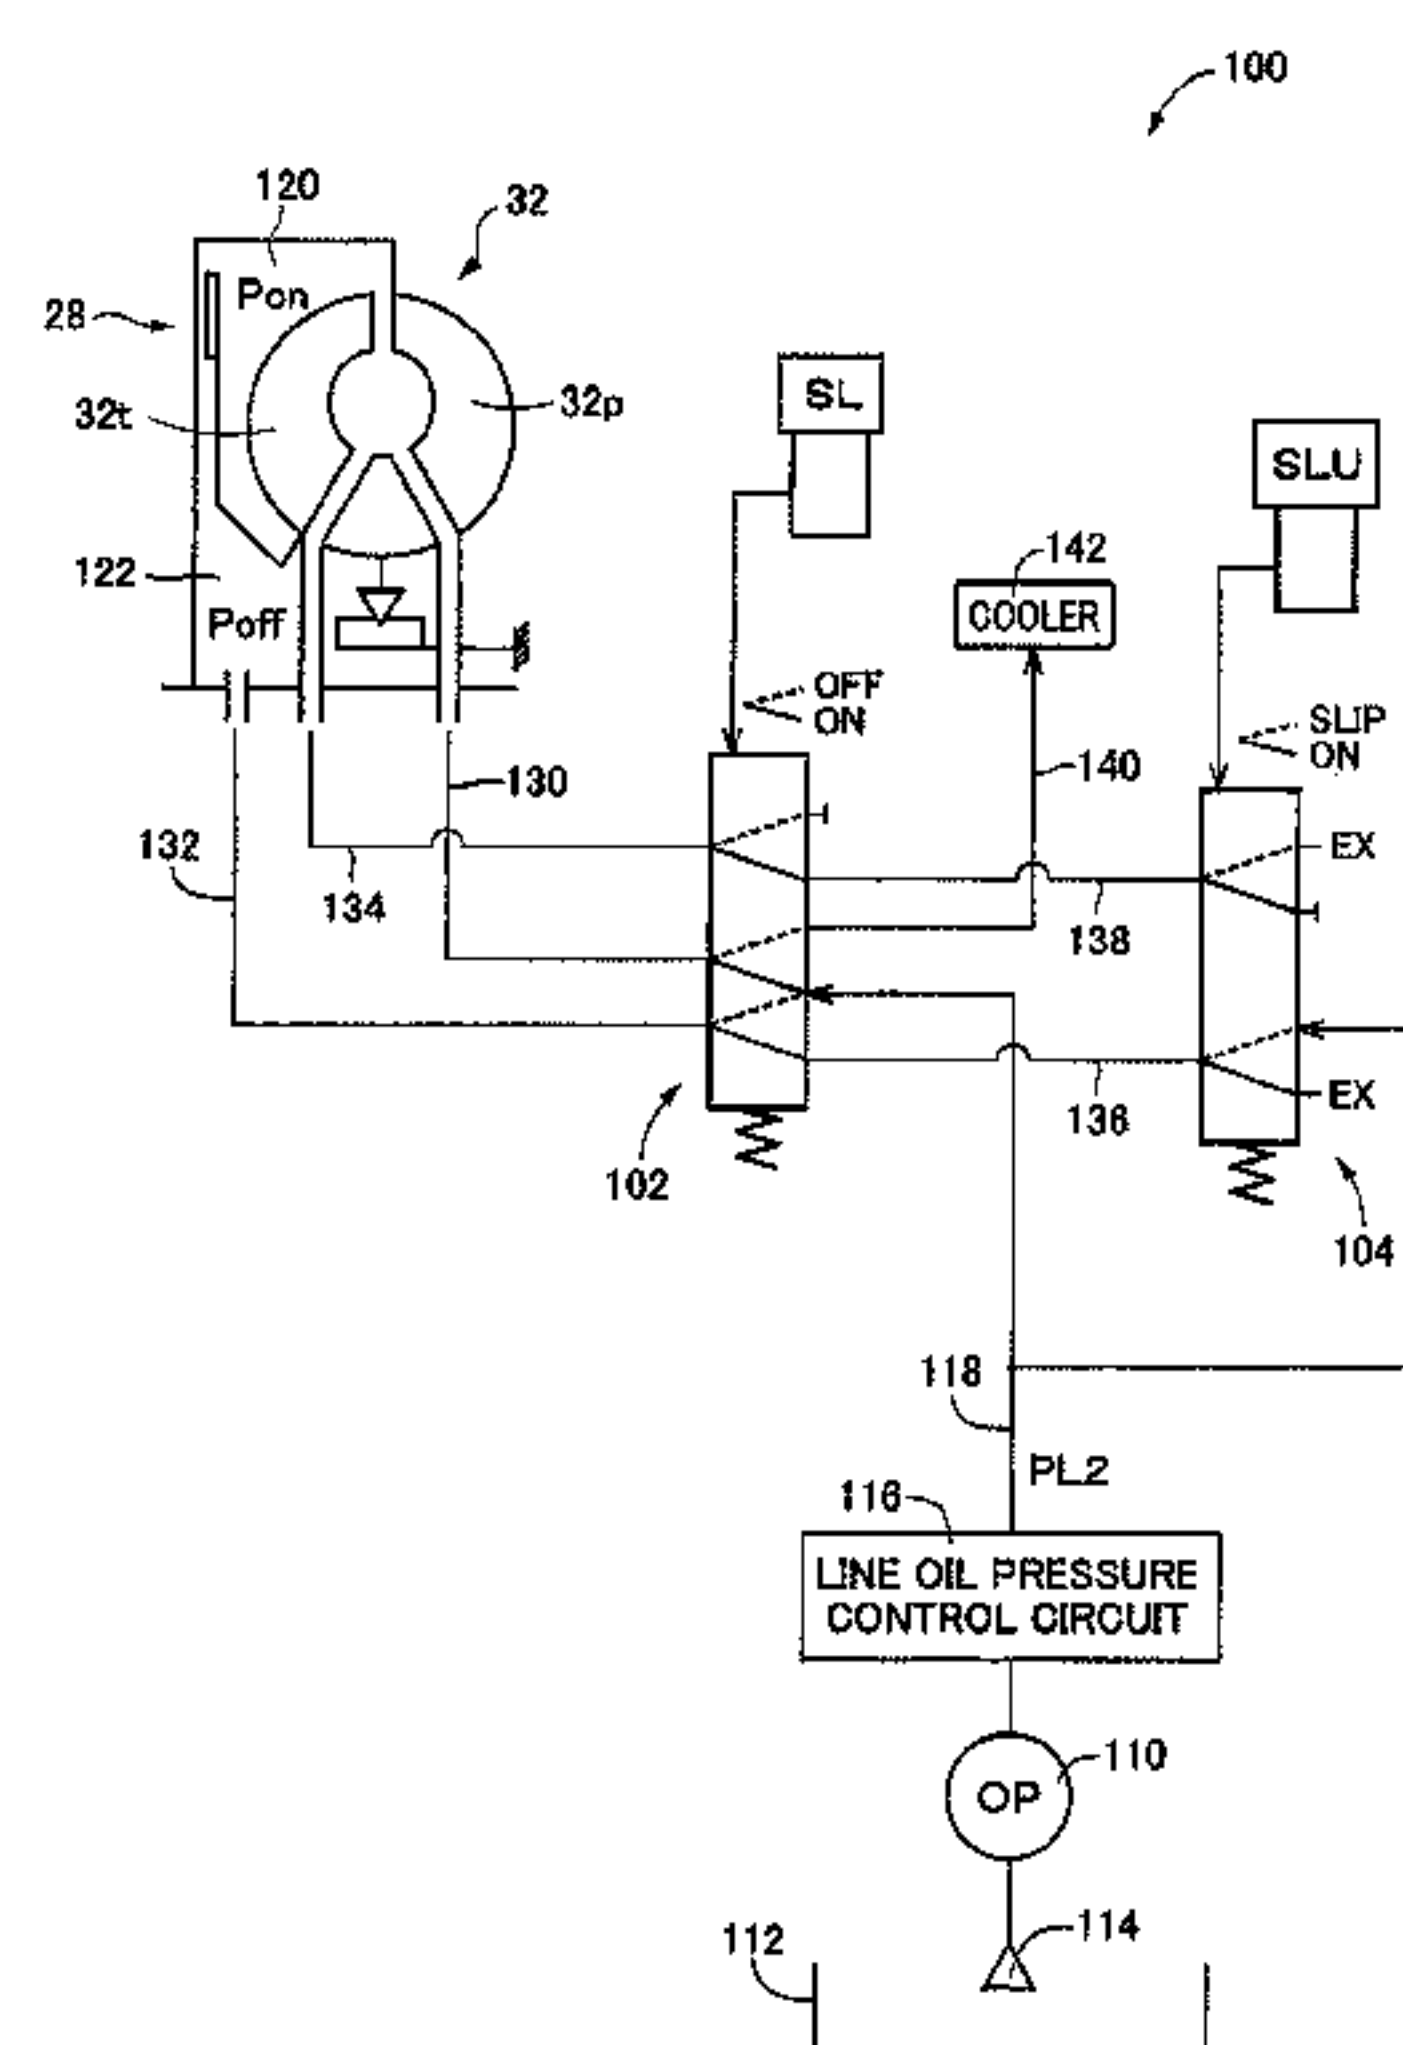 100
120
32
Pon
28
32t
32p
SL
SLU
142
COOLER
122
Poff
OFF
ON
SLIP
ON
130
140
132
134
EX
138
136
EX
102
104
118
PL2
116
LINE OIL PRESSURE
CONTROL CIRCUIT
110
OP
114
112